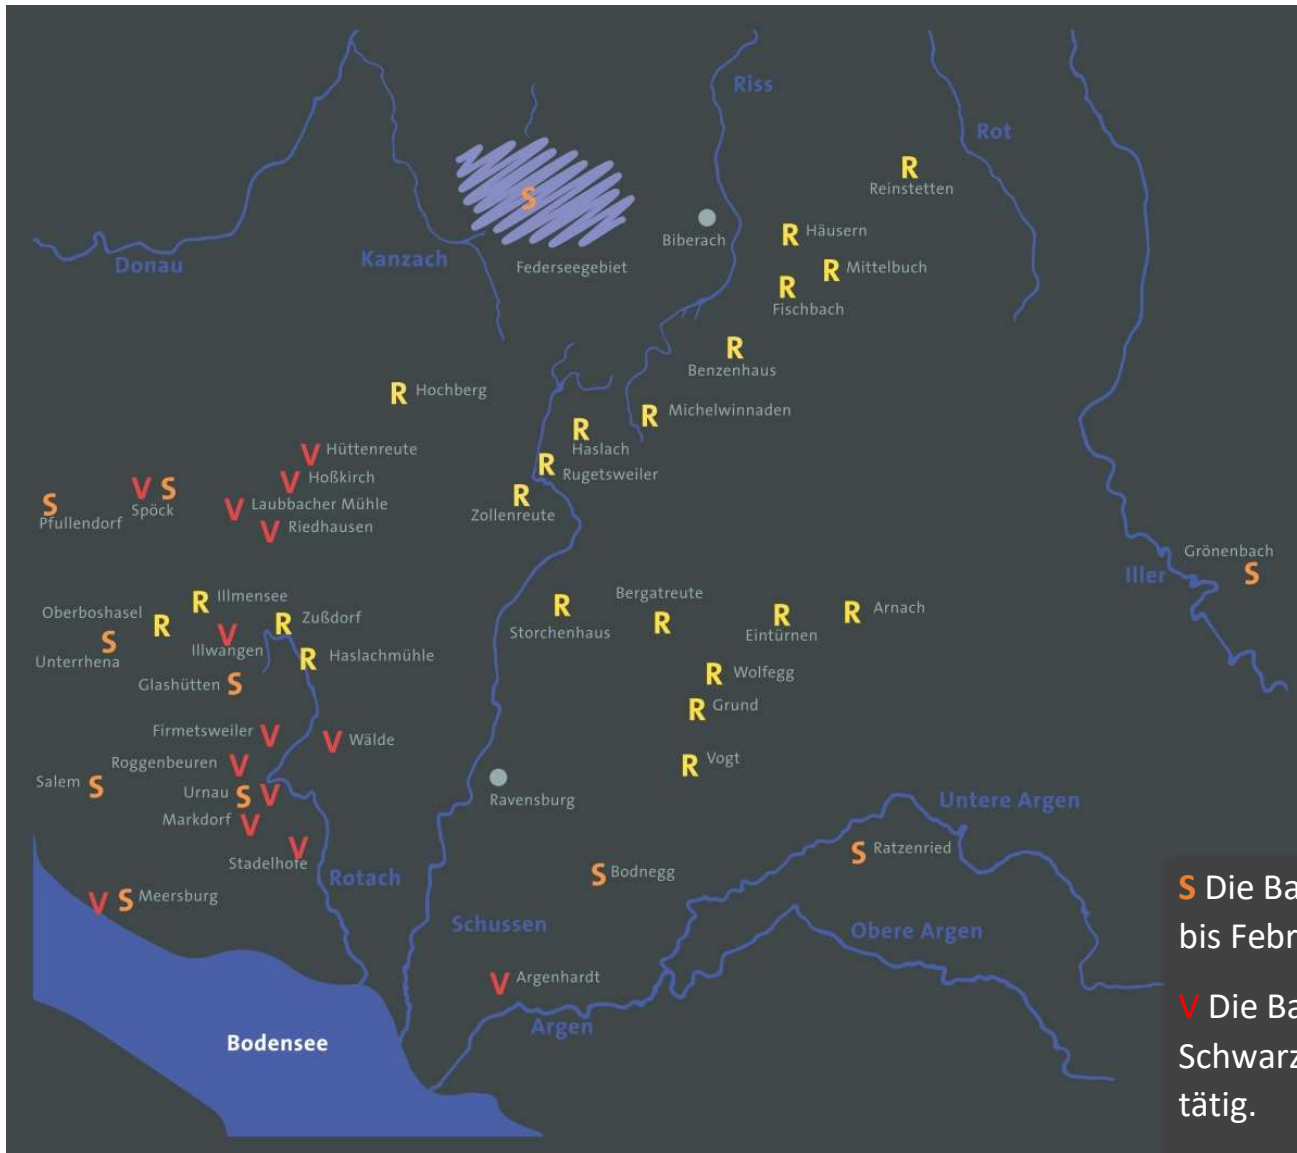 Riss
Rot
R
Reinstetten
S
R Häusern
Biberach
Donau
Kanzach
Federseegebiet
R Mittelbuch
R
Fischbach
R
Benzenhaus
R Hochberg
R Michelwinnaden
R
Haslach
V Hüttenreute
R
Rugetsweiler
V Hoßkirch
V S
Spöck
S
Pfullendorf
V Laubbacher Mühle
R
Zollenreute
V Riedhausen
Grönenbach
S
Iller
R Illmensee
Oberboshasel R
R Zußdorf
R
Storchenhaus
Bergatreute
R
R
Eintürnen
R Arnach
S
Unterrhena
V
Illwangen
R Haslachmühle
Glashütten S
R Wolfegg
R Grund
Firmetsweiler V
V Wälde
Roggenbeuren V
R Vogt
Salem S
Urnau S V
Ravensburg
Untere Argen
Markdorf V
V
Stadelhofe
S Ratzenried
Rotach
S Bodnegg
V S Meersburg
Schussen
Obere Argen
V Argenhardt
Argen
Bodensee
S Die Ba
bis Febr
V Die Ba
Schwarz
tätig.